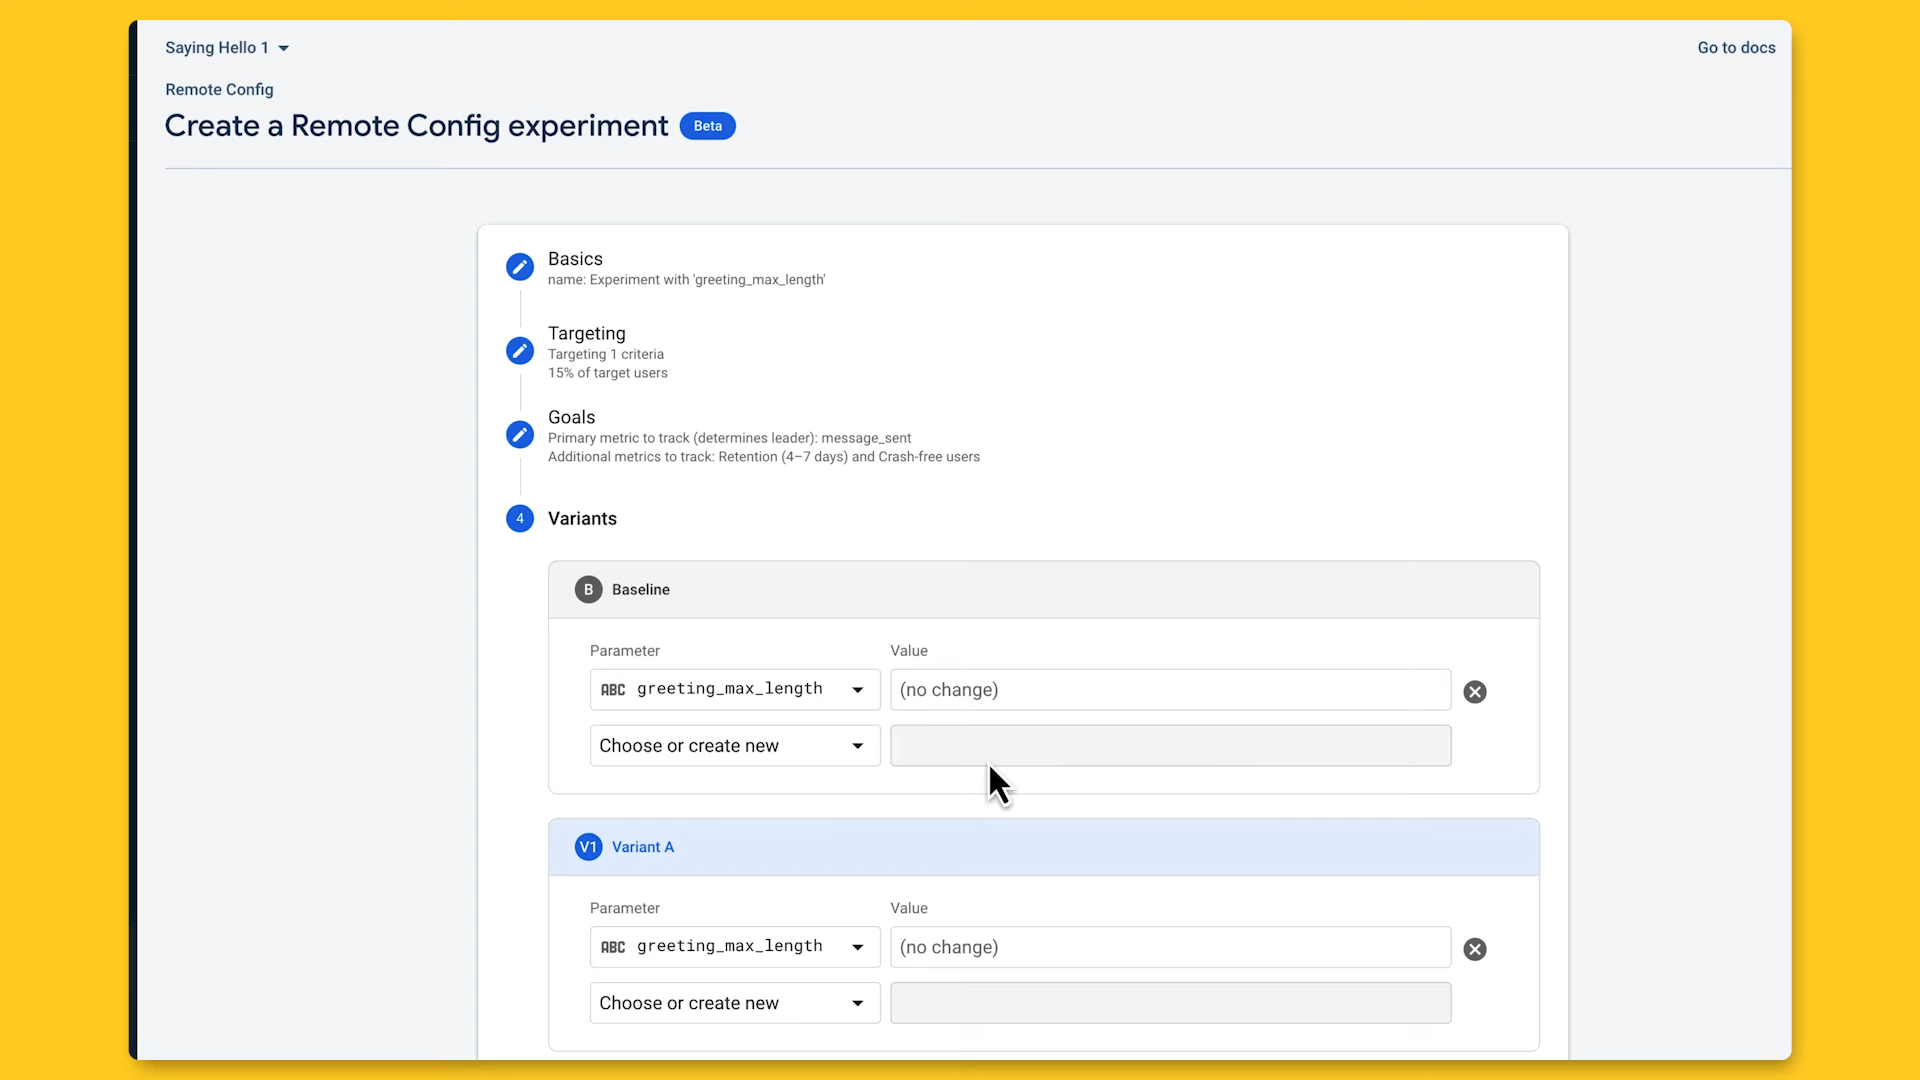 Saying Hello 1
Go to docs
Remote Config
Create a Remote Config experiment
Beta
Basics
name: Experiment with 'greeting_max_length'
Targeting
Targeting 1 criteria
15% of target users
Goals
Primary metric to track (determines leader): message_sent
Additional metrics to track: Retention (4–7 days) and Crash-free users
4 Variants
B Baseline
Parameter Value
ABC greeting_max_length (no change)
Choose or create new
V1 Variant A
Parameter Value
ABC greeting_max_length (no change)
Choose or create new